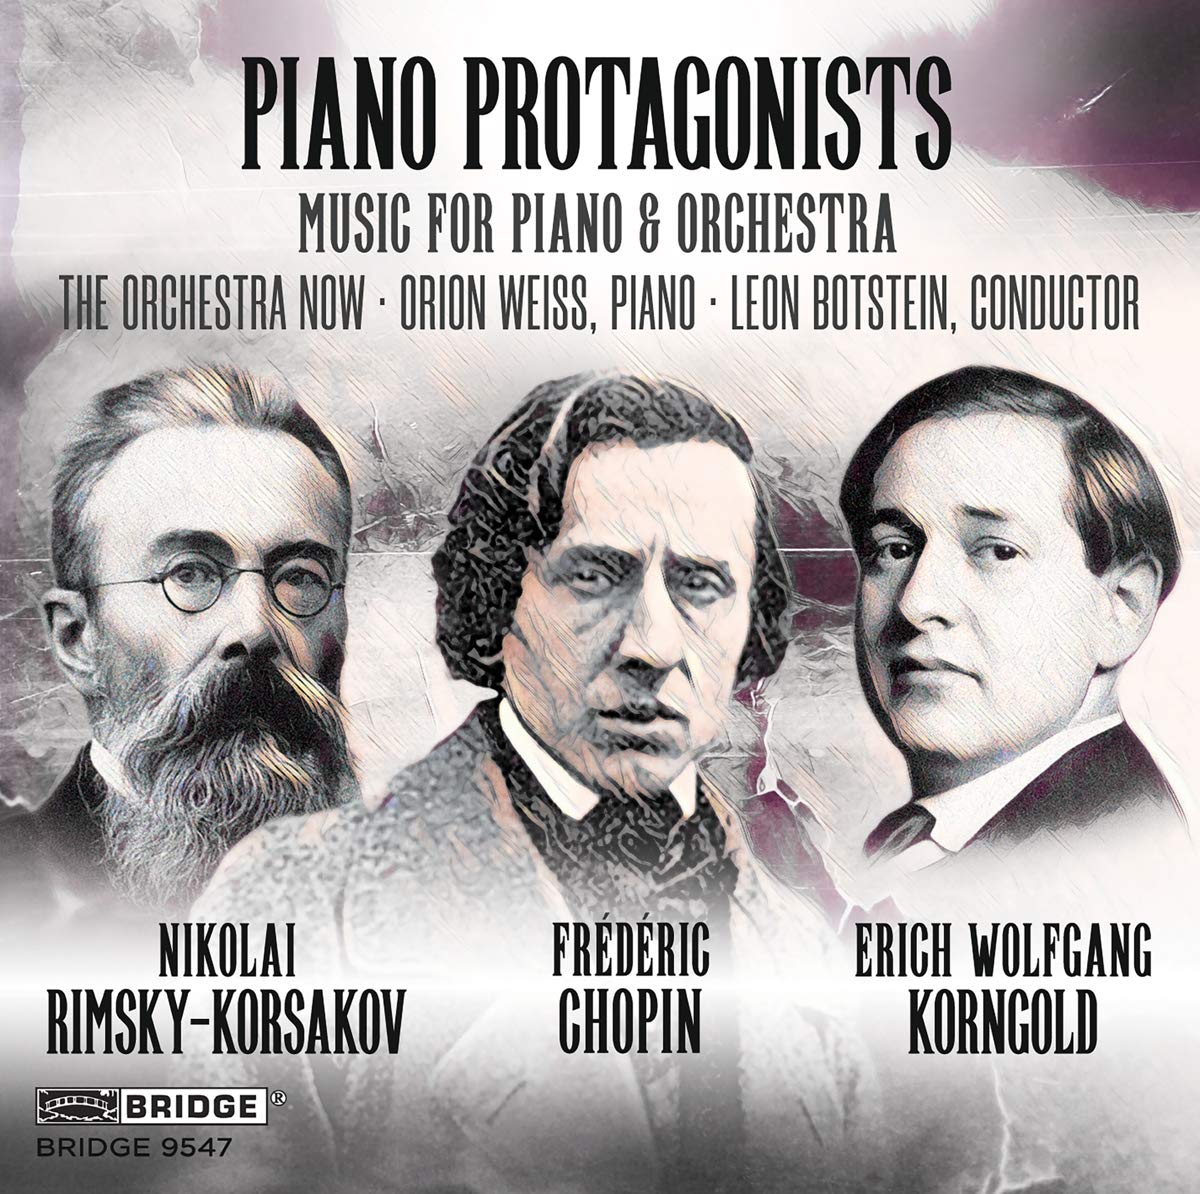 PIANO PROTAGONISTS
MUSIC FOR PIANO & ORCHESTRA
THE ORCHESTRA NOW · ORION WEISS, PIANO · LEON BOTSTEIN, CONDUCTOR
NIKOLAI
RIMSKY-KORSAKOV
FRÉDÉRIC
CHOPIN
ERICH WOLFGANG
KORNGOLD
BRIDGE®
BRIDGE 9547